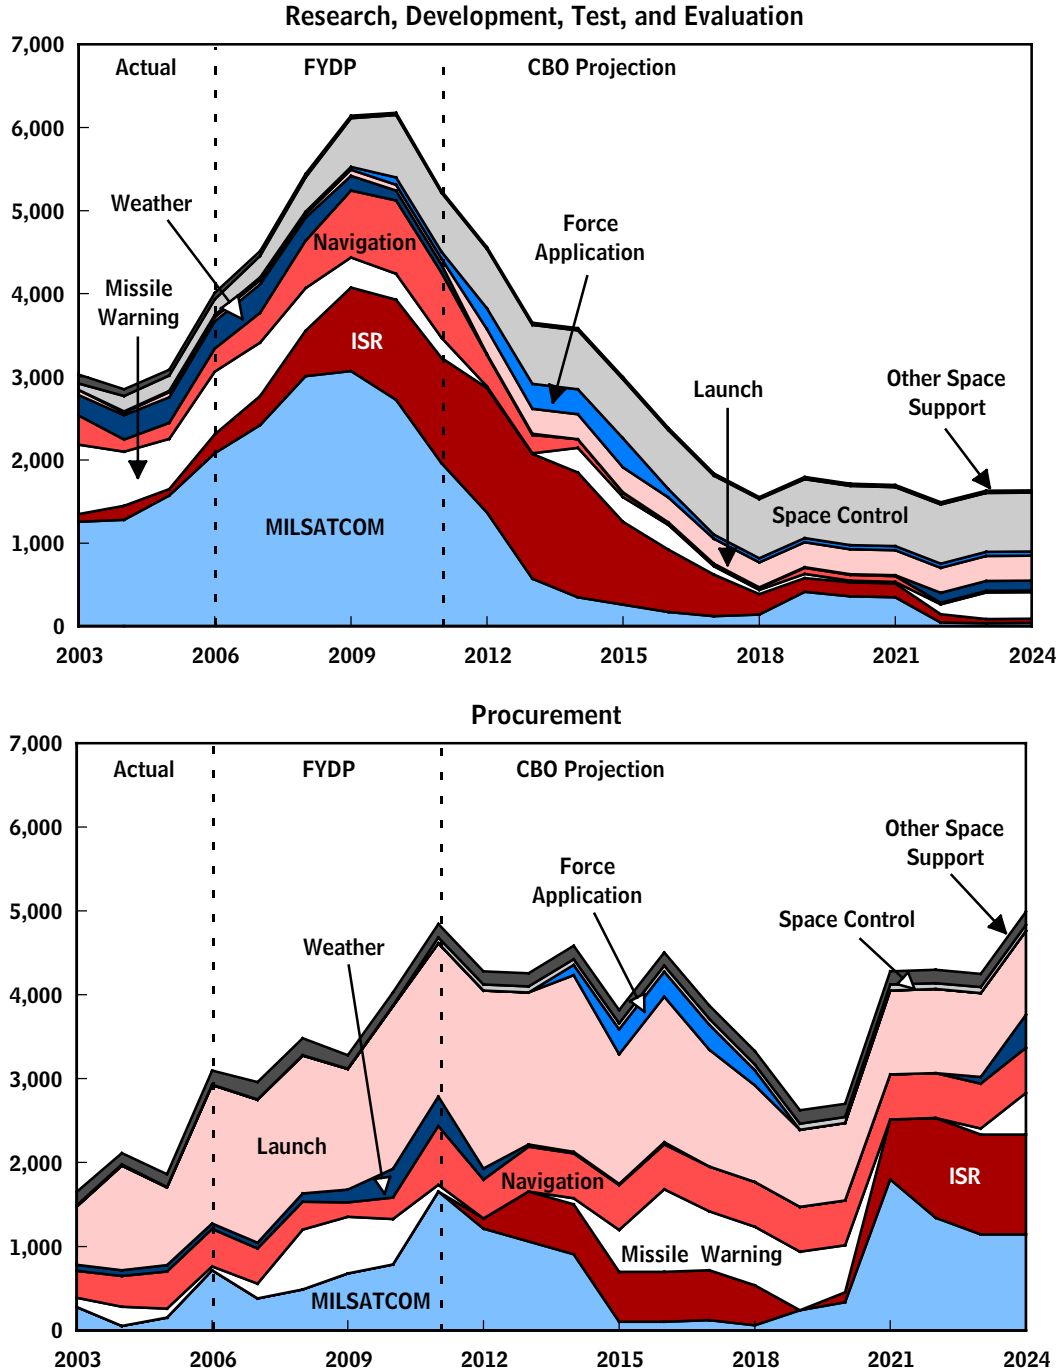 Research, Development, Test, and Evaluation
7,000
Actual
FYDP
CBO Projection
6,000
Weather
5,000
Force
Application
Navigation
4,000
Missile
Warning
ISR
3,000
Launch
Other Space
Support
2,000
MILSATCOM
Space Control
1,000
0
2003
2006
2009
2012
2015
2018
2021
2024
Procurement
7,000
Actual
FYDP
CBO Projection
6,000
Other Space
Support
Force
Application
5,000
Space Control
Weather
4,000
3,000
Launch
2,000
Navigation
ISR
Missile Warning
1,000
MILSATCOM
0
2003
2006
2009
2012
2015
2018
2021
2024